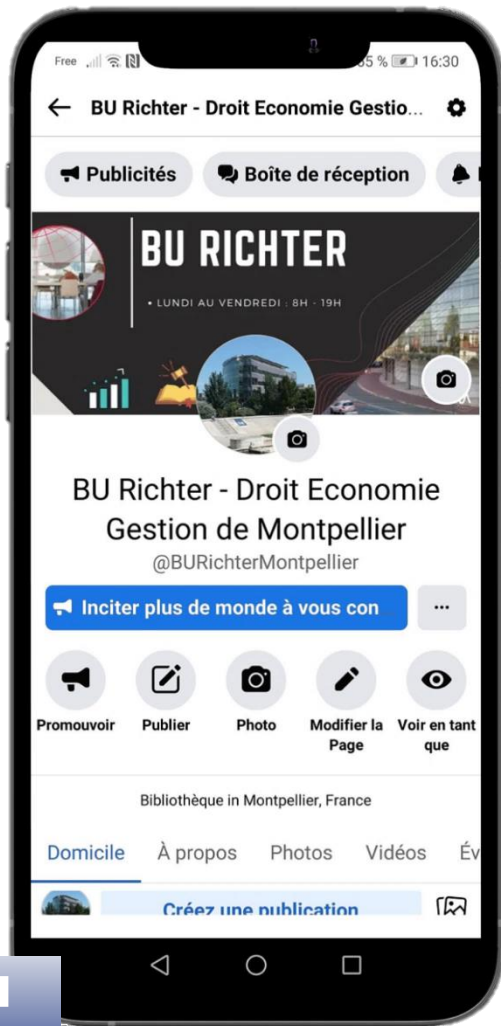 Free 55 % 16:30
BU Richter - Droit Economie Gestio...
Publicités Boîte de réception
BU RICHTER
• LUNDI AU VENDREDI : 8H - 19H
BU Richter - Droit Economie
Gestion de Montpellier
@BURichterMontpellier
Inciter plus de monde à vous con ...
Promouvoir Publier Photo Modifier la Page Voir en tant que
Bibliothèque in Montpellier, France
Domicile À propos Photos Vidéos Év
Créez une publication